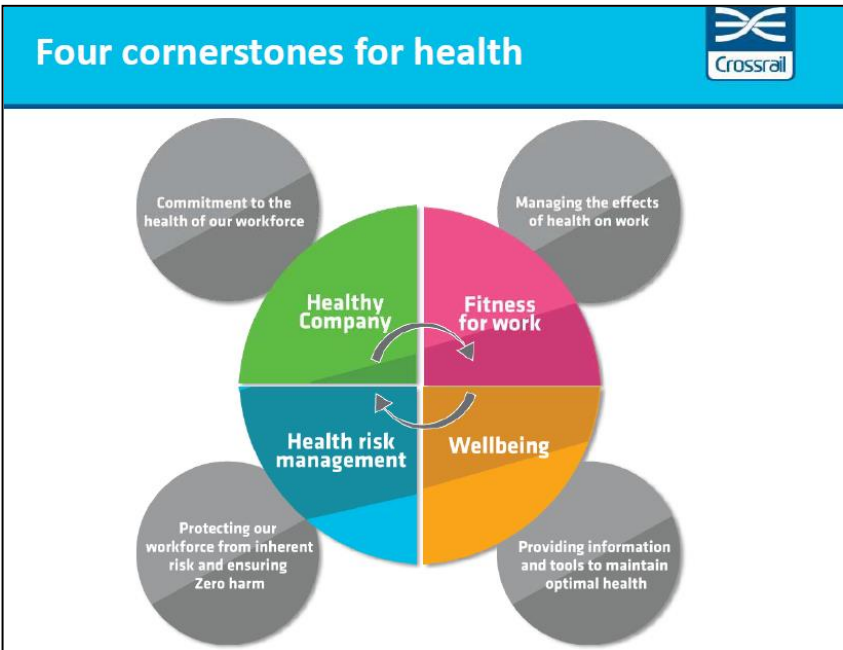 Four cornerstones for health
Crossrail
Commitment to the
health of our workforce
Managing the effects
of health on work
Healthy
Company
Fitness
for work
Health risk
management
Wellbeing
Protecting our
workforce from inherent
risk and ensuring
Zero harm
Providing information
and tools to maintain
optimal health